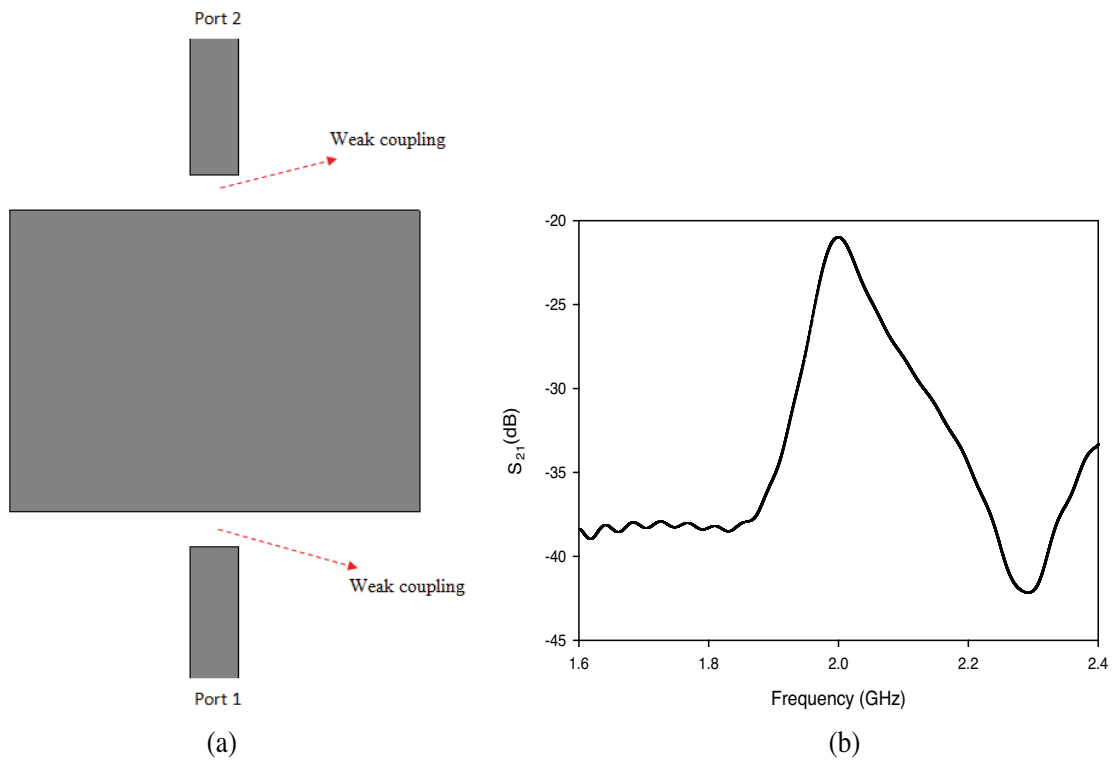 Port 2
Weak coupling
Weak coupling
Port 1
(a)
-20
-25
-30
-35
-40
-45
S21(dB)
1.6 1.8 2.0 2.2 2.4
Frequency (GHz)
(b)